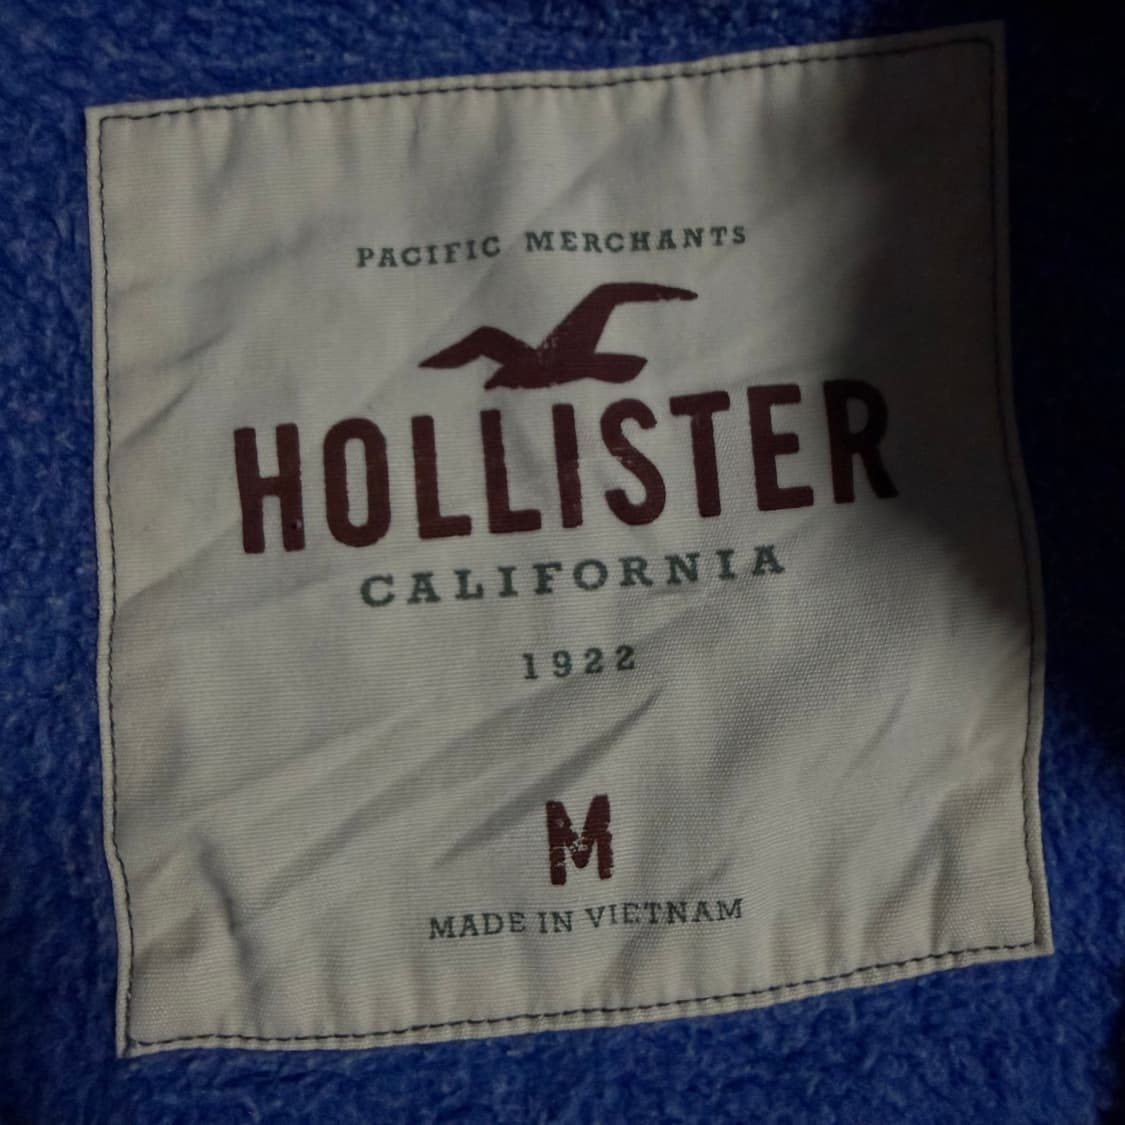 PACIFIC MERCHANTS
HOLLISTER
CALIFORNIA
1922
M
MADE IN VIETNAM